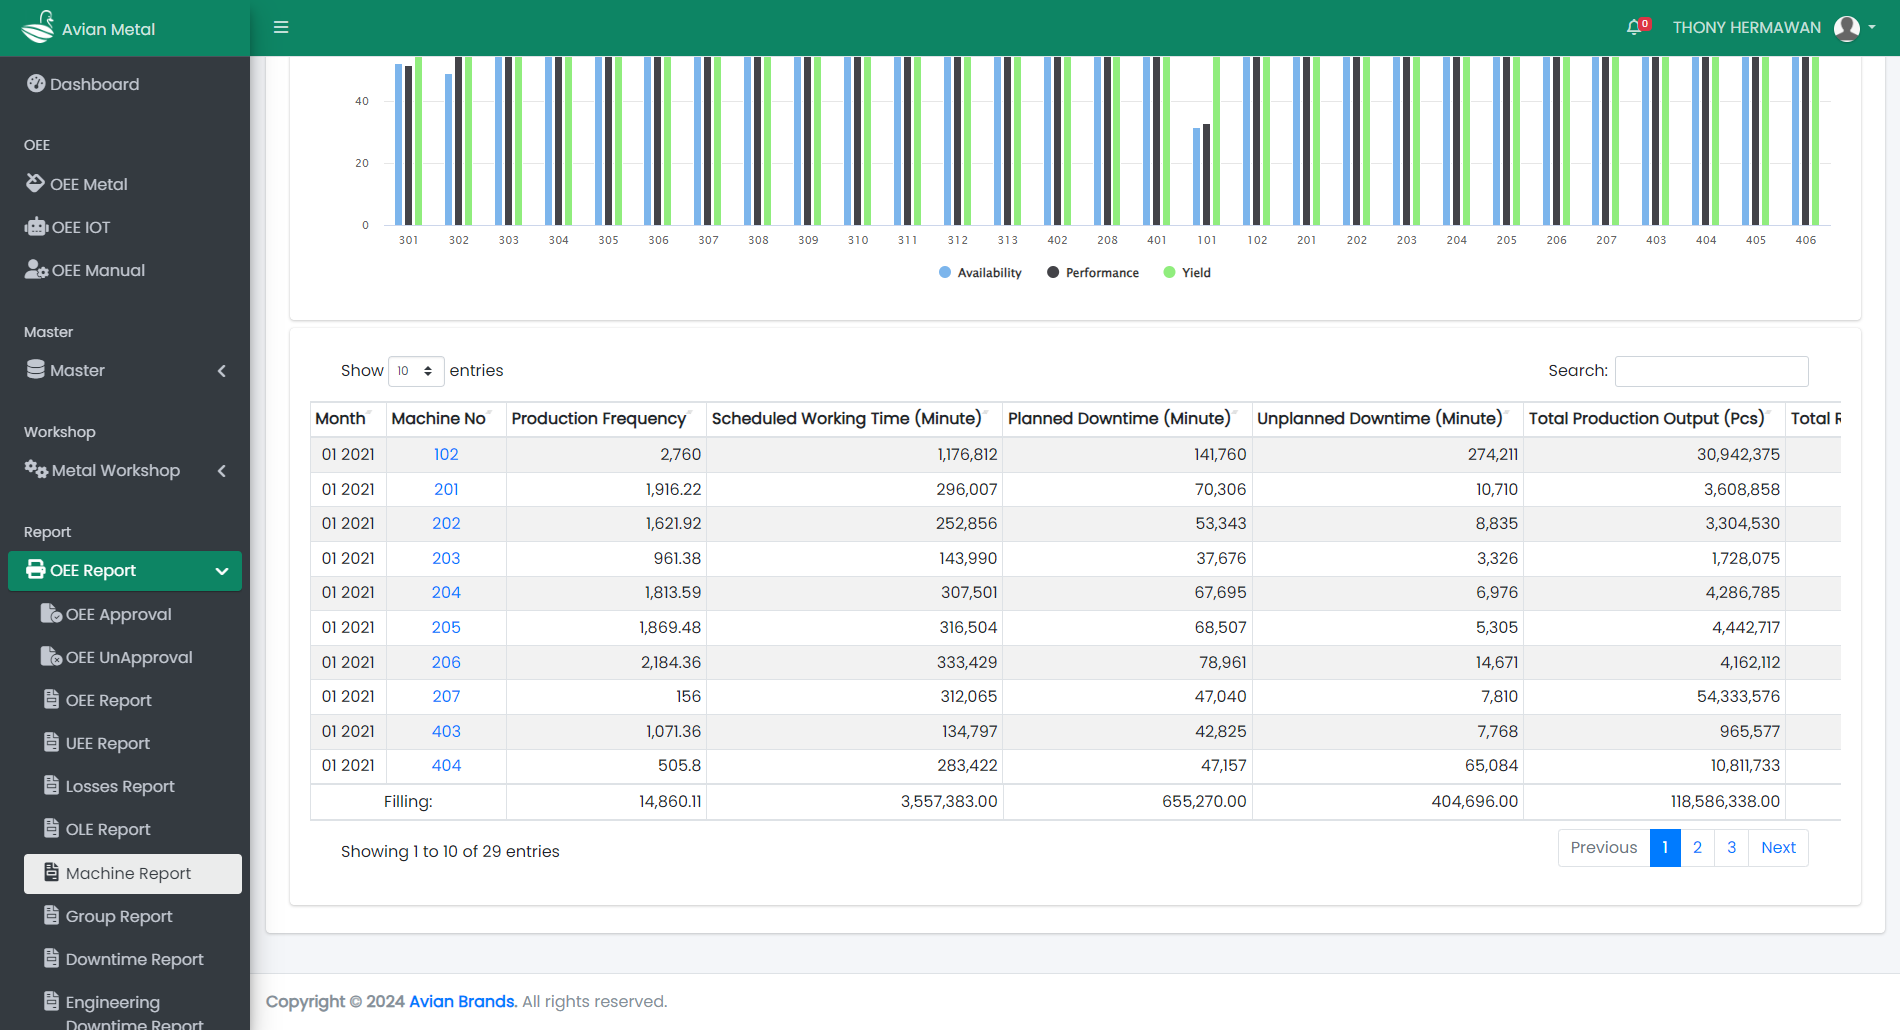 Avian Metal
0
THONY HERMAWAN
Dashboard
OEE
OEE Metal
OEE IOT
OEE Manual
Master
Master
Workshop
Metal Workshop
Report
OEE Report
OEE Approval
OEE UnApproval
OEE Report
UEE Report
Losses Report
OLE Report
Machine Report
Group Report
Downtime Report
Engineering
Downtime Report
40
20
0
301 302 303 304 305 306 307 308 309 310 311 312 313 402 208 401 101 102 201 202 203 204 205 206 207 403 404 405 406
Availability Performance Yield
Show 10 entries
Search:
Month Machine No Production Frequency Scheduled Working Time (Minute) Planned Downtime (Minute) Unplanned Downtime (Minute) Total Production Output (Pcs) Total R
01 2021 102 2,760 1,176,812 141,760 274,211 30,942,375
01 2021 201 1,916.22 296,007 70,306 10,710 3,608,858
01 2021 202 1,621.92 252,856 53,343 8,835 3,304,530
01 2021 203 961.38 143,990 37,676 3,326 1,728,075
01 2021 204 1,813.59 307,501 67,695 6,976 4,286,785
01 2021 205 1,869.48 316,504 68,507 5,305 4,442,717
01 2021 206 2,184.36 333,429 78,961 14,671 4,162,112
01 2021 207 156 312,065 47,040 7,810 54,333,576
01 2021 403 1,071.36 134,797 42,825 7,768 965,577
01 2021 404 505.8 283,422 47,157 65,084 10,811,733
Filling: 14,860.11 3,557,383.00 655,270.00 404,696.00 118,586,338.00
Showing 1 to 10 of 29 entries
Previous 1 2 3 Next
Copyright © 2024 Avian Brands. All rights reserved.